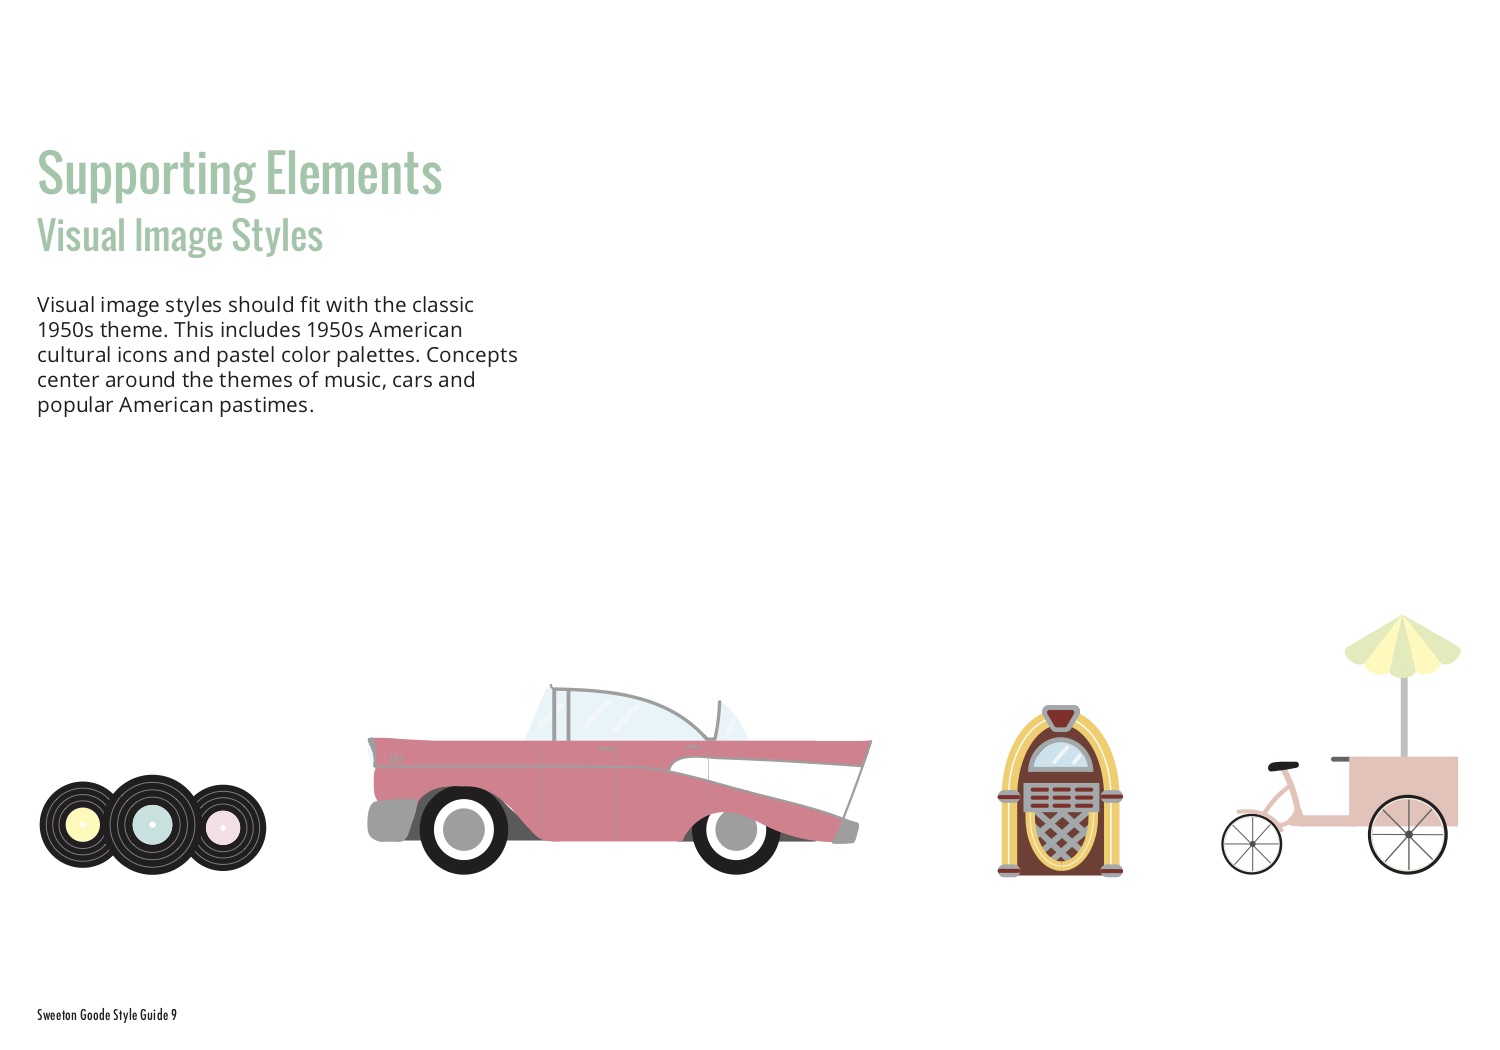 Supporting Elements
Visual Image Styles
Visual image styles should fit with the classic
1950s theme. This includes 1950s American
cultural icons and pastel color palettes. Concepts
center around the themes of music, cars and
popular American pastimes.
Sweeton Goode Style Guide 9